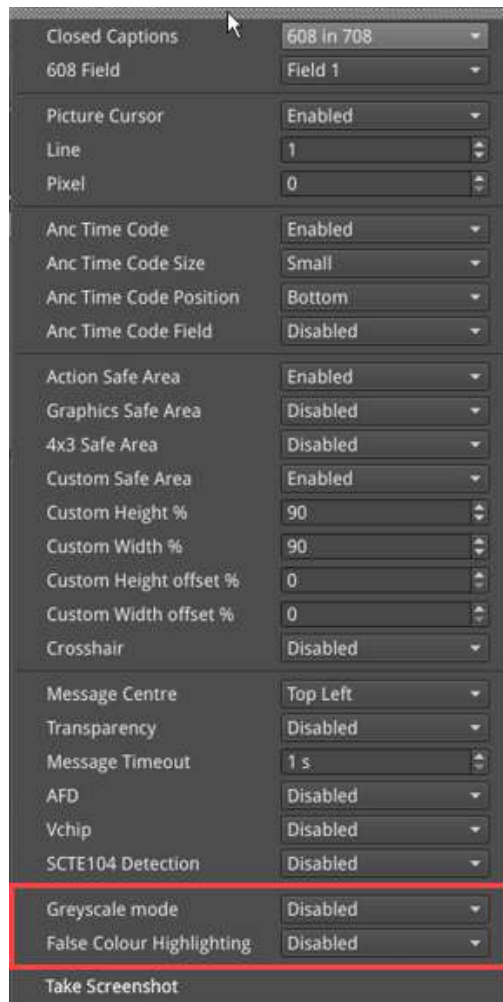 Closed Captions 608 in 708
608 Field Field 1
Picture Cursor Enabled
Line 1
Pixel 0
Anc Time Code Enabled
Anc Time Code Size Small
Anc Time Code Position Bottom
Anc Time Code Field Disabled
Action Safe Area Enabled
Graphics Safe Area Disabled
4x3 Safe Area Disabled
Custom Safe Area Enabled
Custom Height % 90
Custom Width % 90
Custom Height offset % 0
Custom Width offset % 0
Crosshair Disabled
Message Centre Top Left
Transparency Disabled
Message Timeout 1 s
AFD Disabled
Vchip Disabled
SCTE104 Detection Disabled
Greyscale mode Disabled
False Colour Highlighting Disabled
Take Screenshot